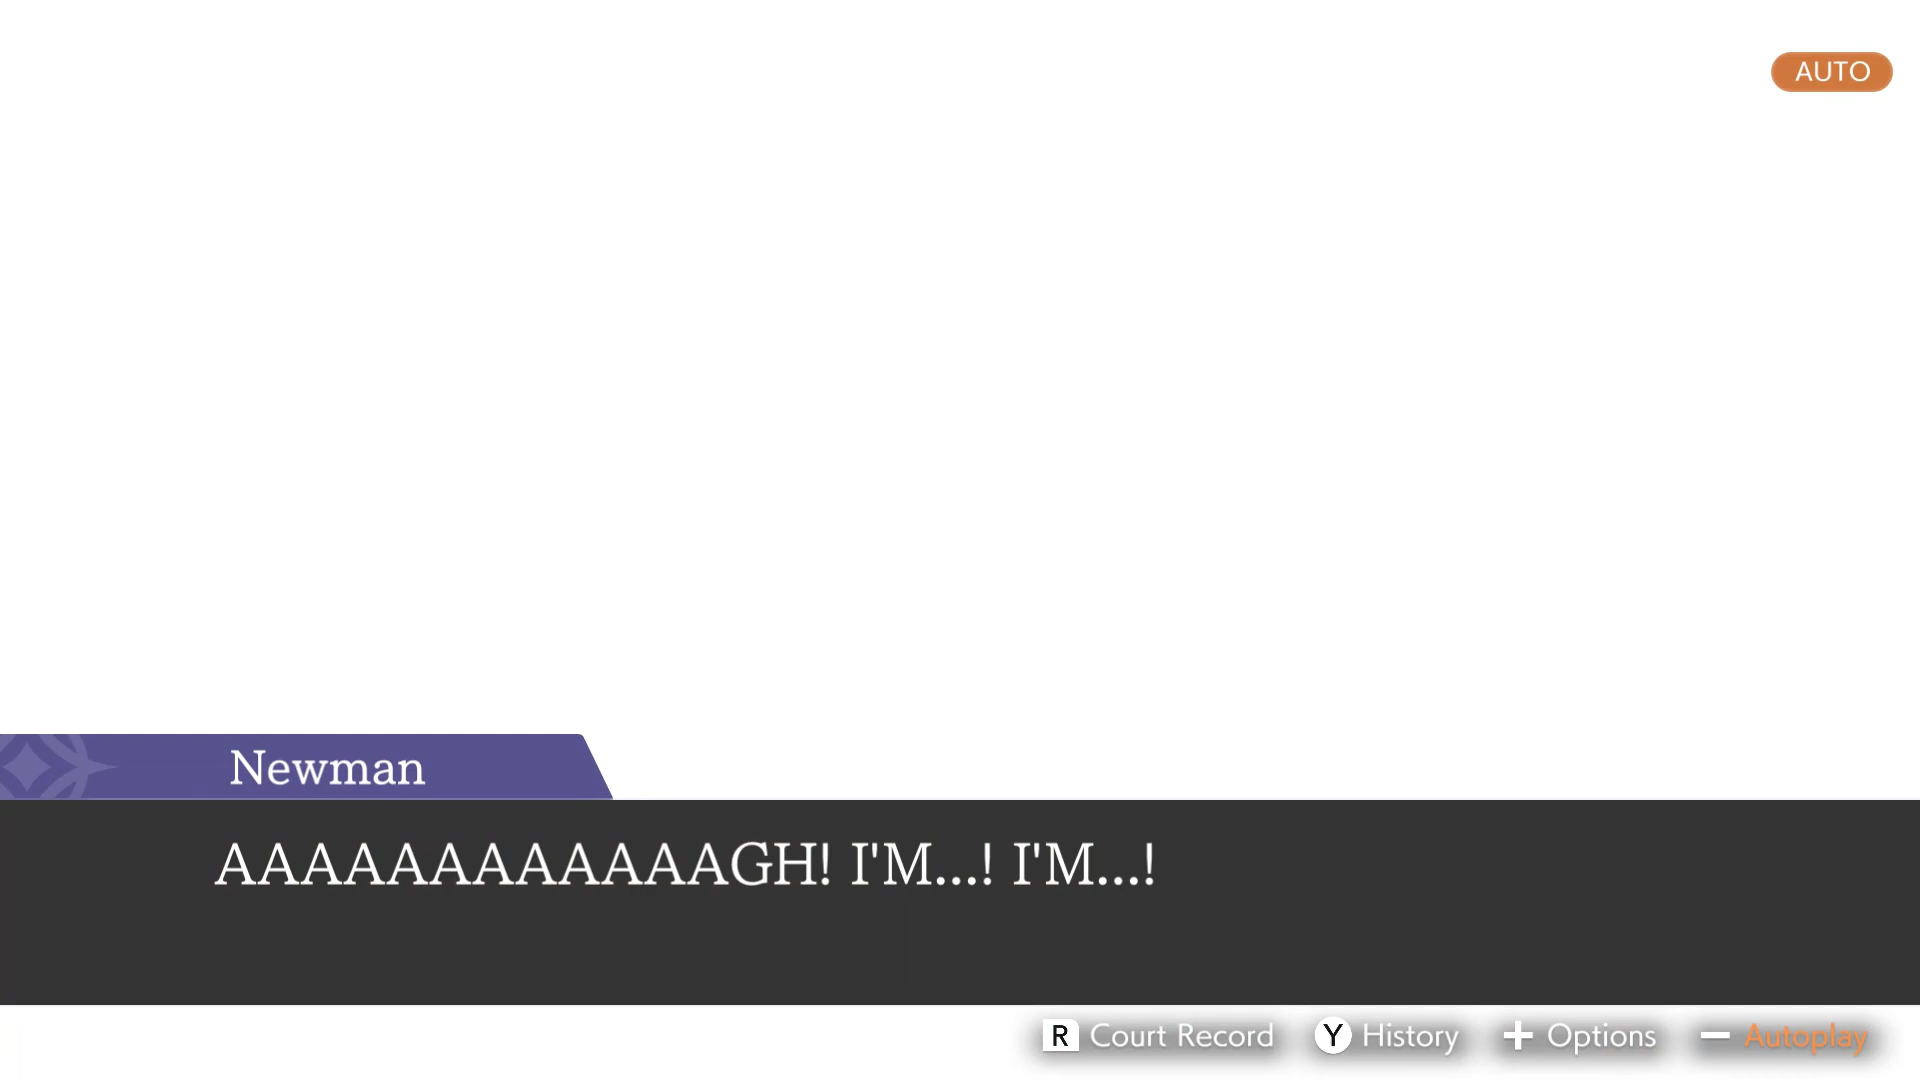 AUTO
Newman
AAAAAAAAAAAAGH! I'M...! I'M...!
R Court Record Y History + Options − Autoplay